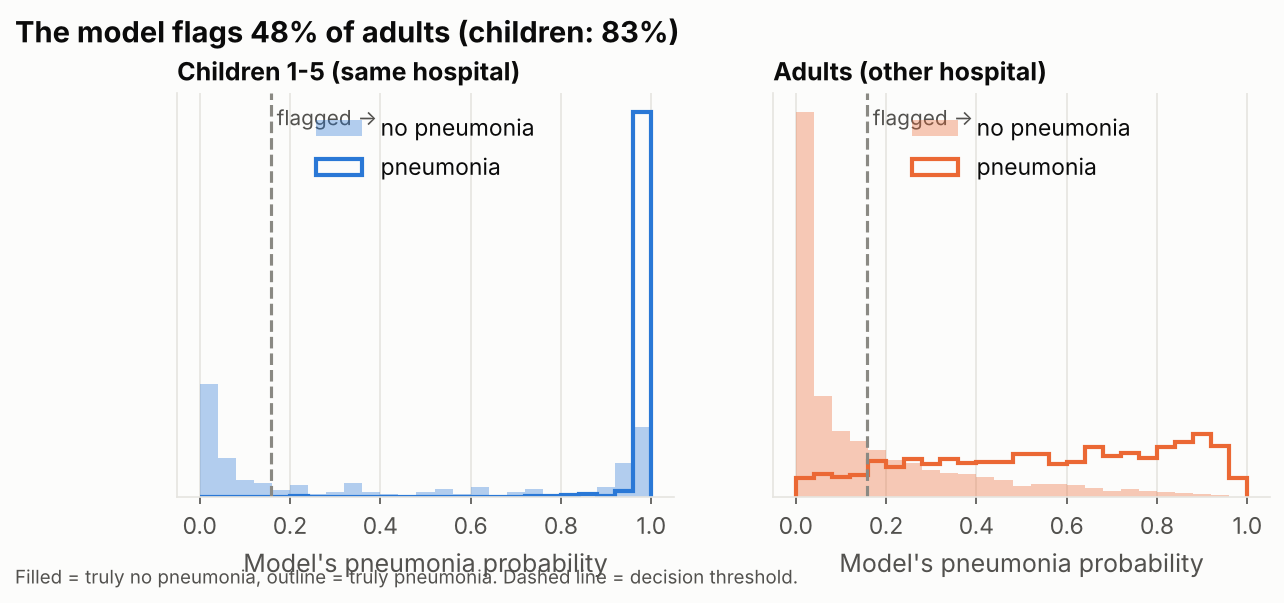 The model flags 48% of adults (children: 83%)
Children 1-5 (same hospital)
flagged →
no pneumonia
pneumonia
0.0 0.2 0.4 0.6 0.8 1.0
Model's pneumonia probability
Adults (other hospital)
flagged →
no pneumonia
pneumonia
0.0 0.2 0.4 0.6 0.8 1.0
Model's pneumonia probability
Filled = truly no pneumonia, outline = truly pneumonia. Dashed line = decision threshold.